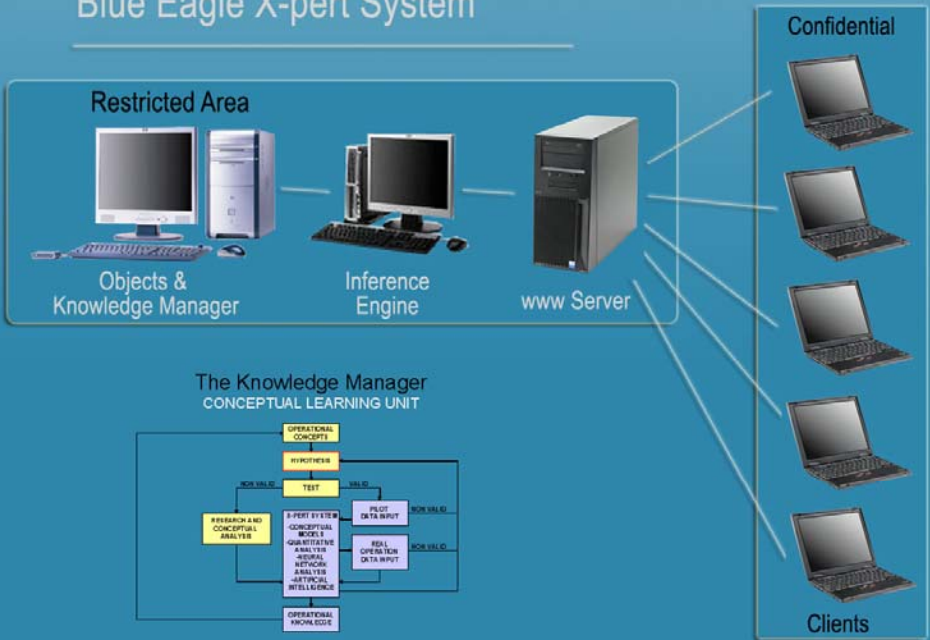 Blue Eagle X-pert System
Confidential
Restricted Area
Objects &
Knowledge Manager
Inference
Engine
www Server
The Knowledge Manager
CONCEPTUAL LEARNING UNIT
OPERATIONAL
CONCEPTS
HYPOTHESIS
NON VALID
TEST
VALID
RESEARCH AND
CONCEPTUAL
ANALYSIS
X-PERT SYSTEM
-CONCEPTUAL
MODELS
-QUANTITATIVE
ANALYSIS
-NEURAL
NETWORK
ANALYSIS
-ARTIFICIAL
INTELLIGENCE
PILOT
DATA INPUT
NON VALID
REAL
OPERATION
DATA INPUT
NON VALID
OPERATIONAL
KNOWLEDGE
Clients